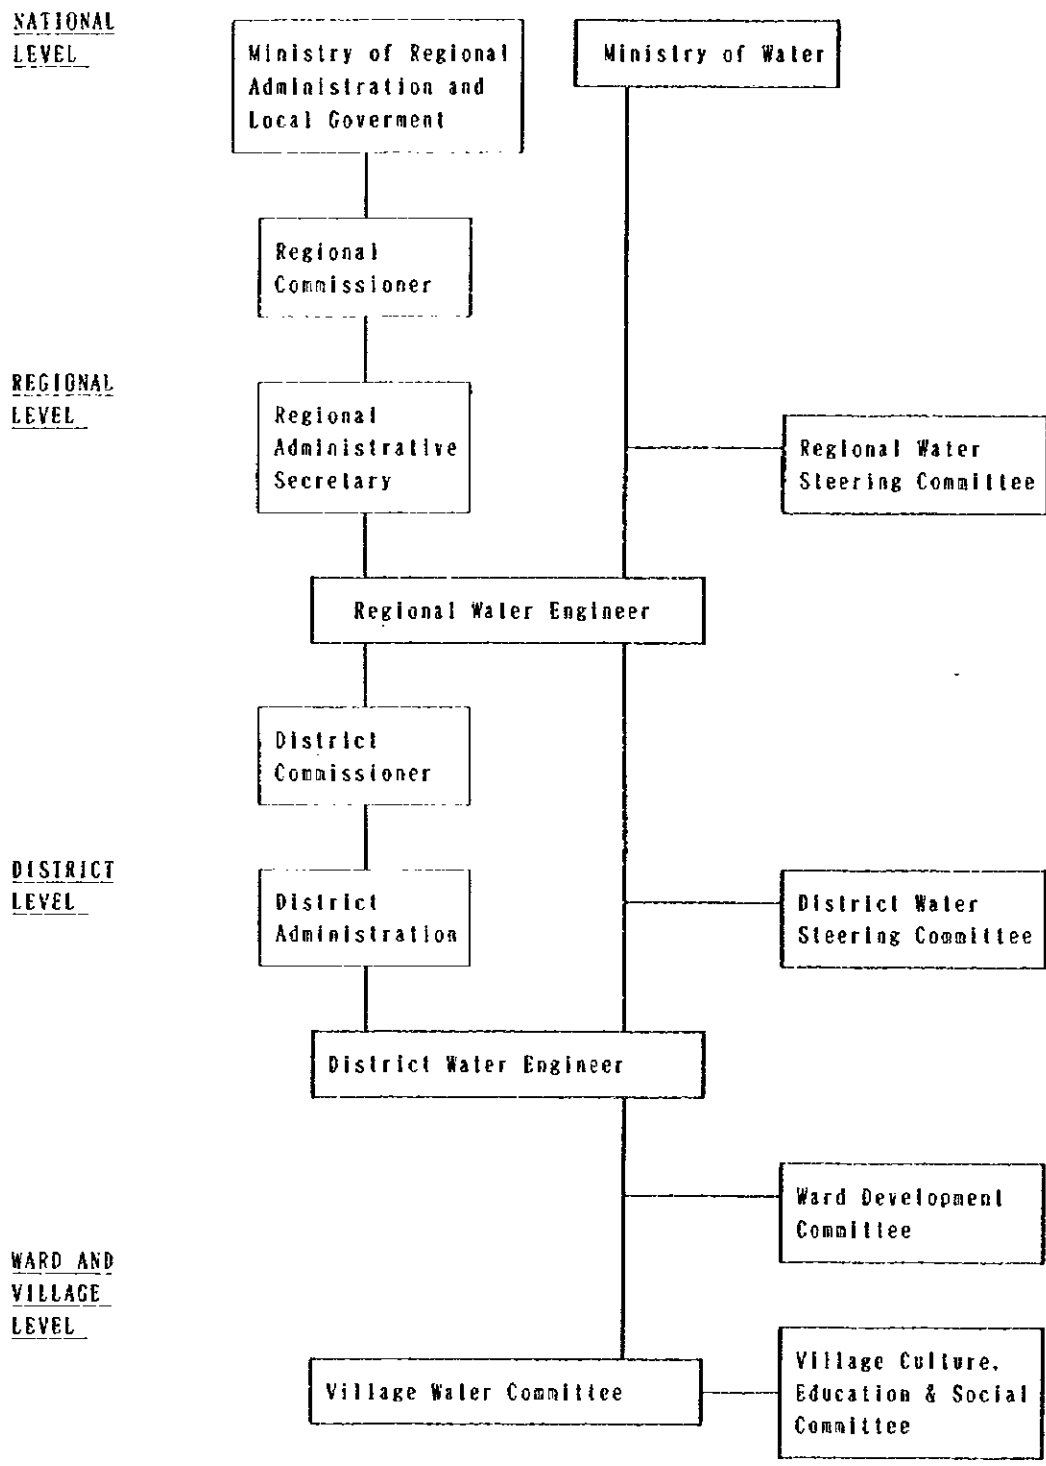 NATIONAL
LEVEL
Ministry of Regional
Administration and
Local Goverment
Ministry of Water
Regional
Commissioner
REGIONAL
LEVEL
Regional
Administrative
Secretary
Regional Water
Steering Committee
Regional Water Engineer
District
Commissioner
DISTRICT
LEVEL
District
Administration
District Water
Steering Committee
District Water Engineer
Ward Development
Committee
WARD AND
VILLAGE
LEVEL
Village Water Committee
Village Culture,
Education & Social
Committee